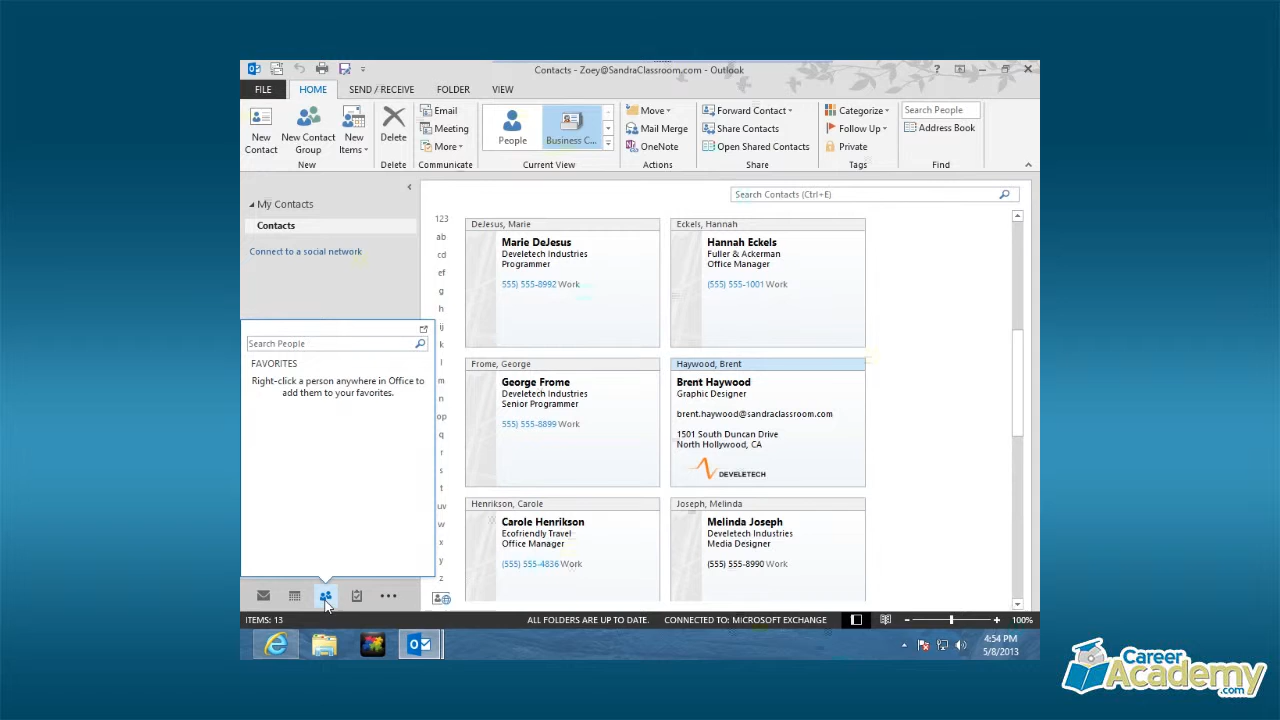 Contacts - Zoey@SandraClassroom.com - Outlook
?
FILE HOME SEND / RECEIVE FOLDER VIEW
New Contact
New Contact Group
New Items
New
Delete
Delete
Email
Meeting
More
Communicate
People
Business C...
Current View
Move
Mail Merge
OneNote
Actions
Forward Contact
Share Contacts
Open Shared Contacts
Share
Categorize
Follow Up
Private
Tags
Search People
Address Book
Find
My Contacts
Contacts
Connect to a social network
Search People
FAVORITES
Right-click a person anywhere in Office to
add them to your favorites.
Search Contacts (Ctrl+E)
123
ab
cd
ef
g
h
ij
k
l
m
n
op
q
r
s
t
uv
w
x
y
z
DeJesus, Marie
Marie DeJesus
Develetech Industries
Programmer
555) 555-8992 Work
Eckels, Hannah
Hannah Eckels
Fuller & Ackerman
Office Manager
(555) 555-1001 Work
Frome, George
George Frome
Develetech Industries
Senior Programmer
555) 555-8899 Work
Haywood, Brent
Brent Haywood
Graphic Designer
brent.haywood@sandraclassroom.com
1501 South Duncan Drive
North Hollywood, CA
DEVELETECH
Henrikson, Carole
Carole Henrikson
Ecofriendly Travel
Office Manager
(555) 555-4836 Work
Joseph, Melinda
Melinda Joseph
Develetech Industries
Media Designer
(555) 555-8990 Work
ITEMS: 13
ALL FOLDERS ARE UP TO DATE.
CONNECTED TO: MICROSOFT EXCHANGE
100%
4:54 PM
5/8/2013
Career
Academy
.com